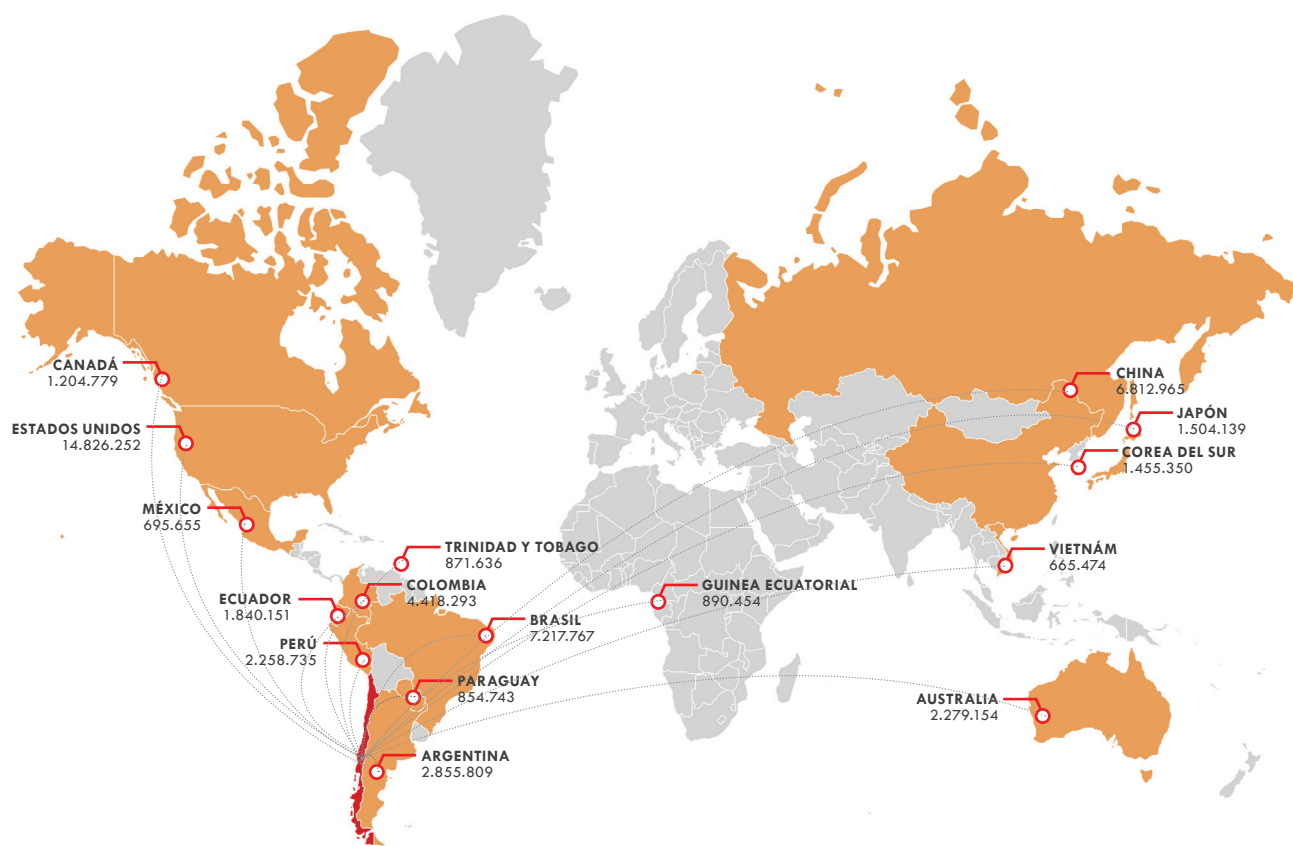 CANADÁ
1.204.779
ESTADOS UNIDOS
14.826.252
MÉXICO
695.655
TRINIDAD Y TOBAGO
871.636
COLOMBIA
4.418.293
ECUADOR
1.840.151
BRASIL
7.217.767
PERÚ
2.258.735
PARAGUAY
854.743
ARGENTINA
2.855.809
GUINEA ECUATORIAL
890.454
CHINA
6.812.965
JAPÓN
1.504.139
COREA DEL SUR
1.455.350
VIETNÁM
665.474
AUSTRALIA
2.279.154